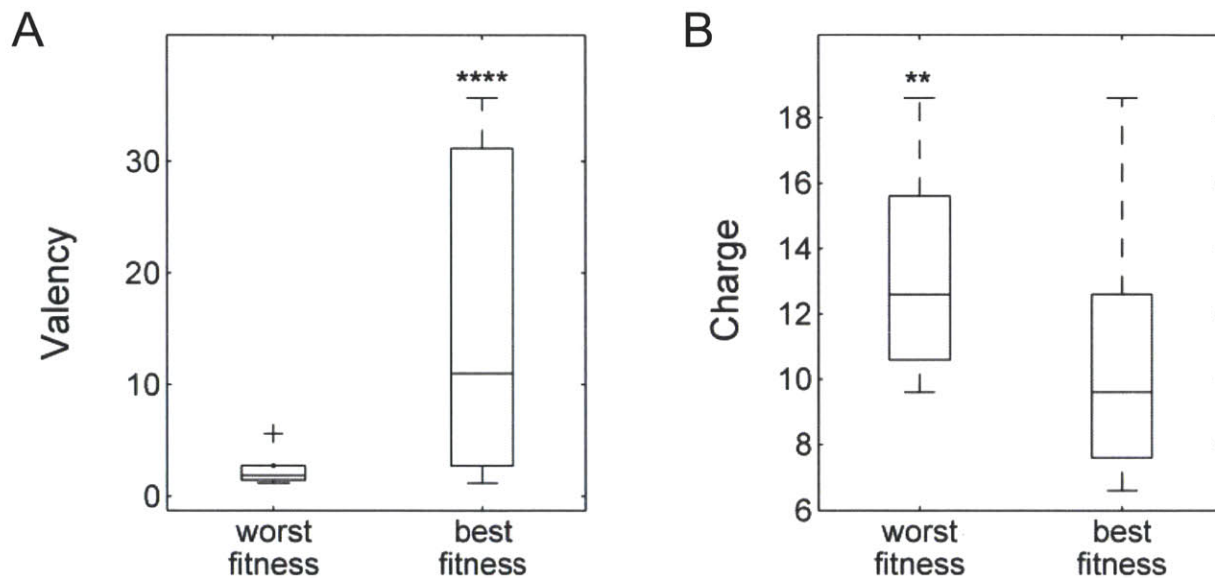 A
Valency
30
20
10
0
****
worst
fitness
best
fitness
B
Charge
18
16
14
12
10
8
6
**
worst
fitness
best
fitness